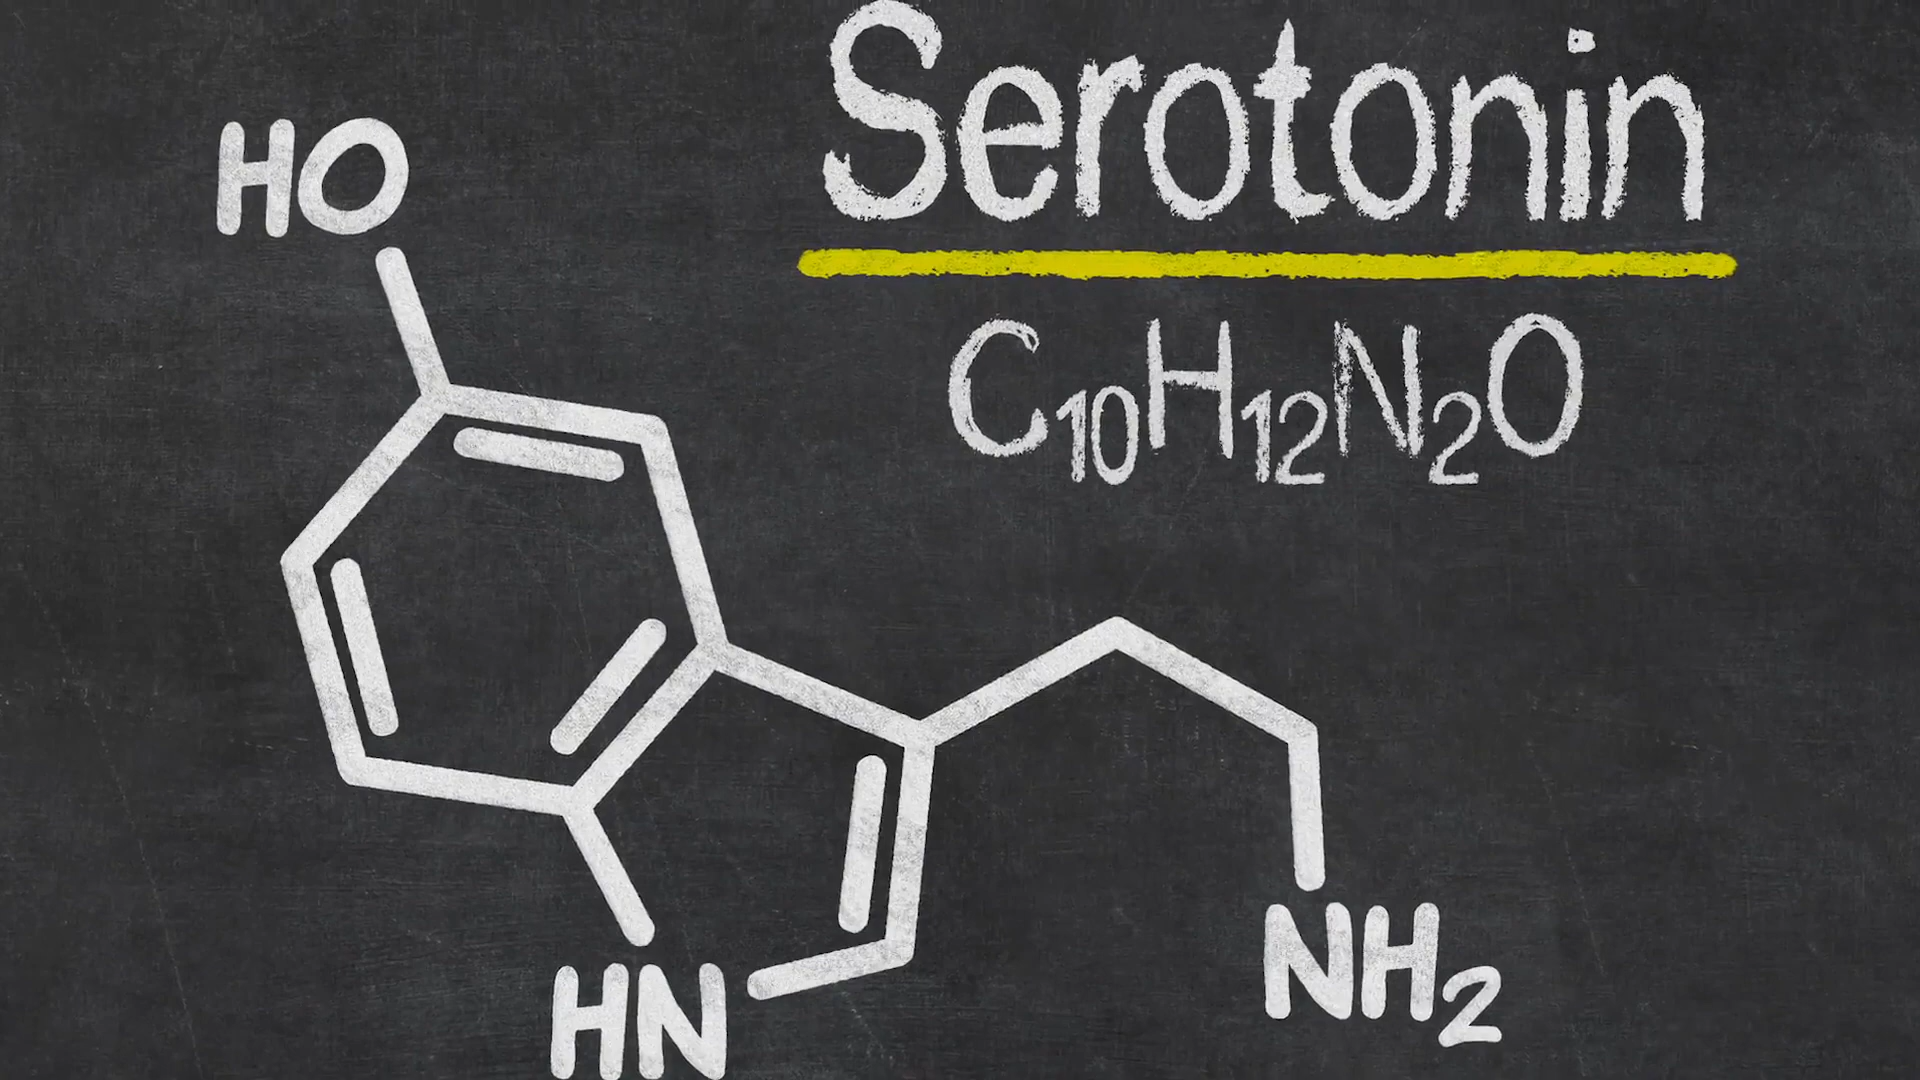 Serotonin
C₁₀H₁₂N₂O
HO
HN
NH₂